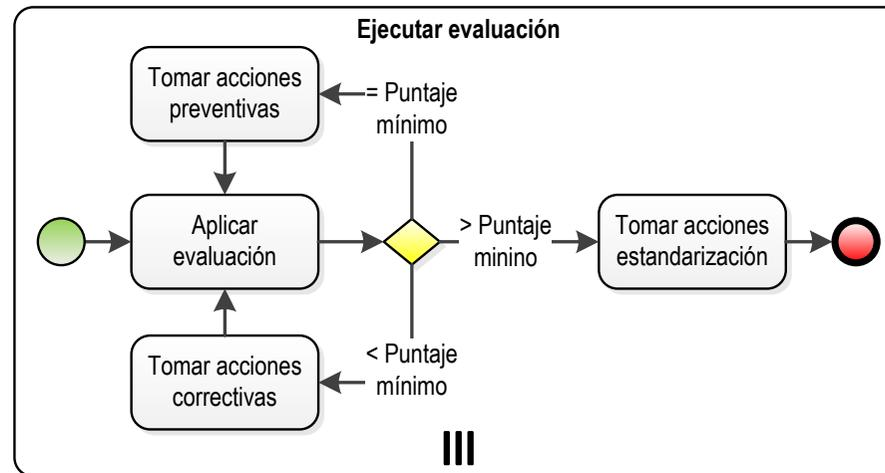 Ejecutar evaluación
Tomar acciones
preventivas
= Puntaje
mínimo
Aplicar
evaluación
> Puntaje
minino
Tomar acciones
estandarización
Tomar acciones
correctivas
< Puntaje
mínimo